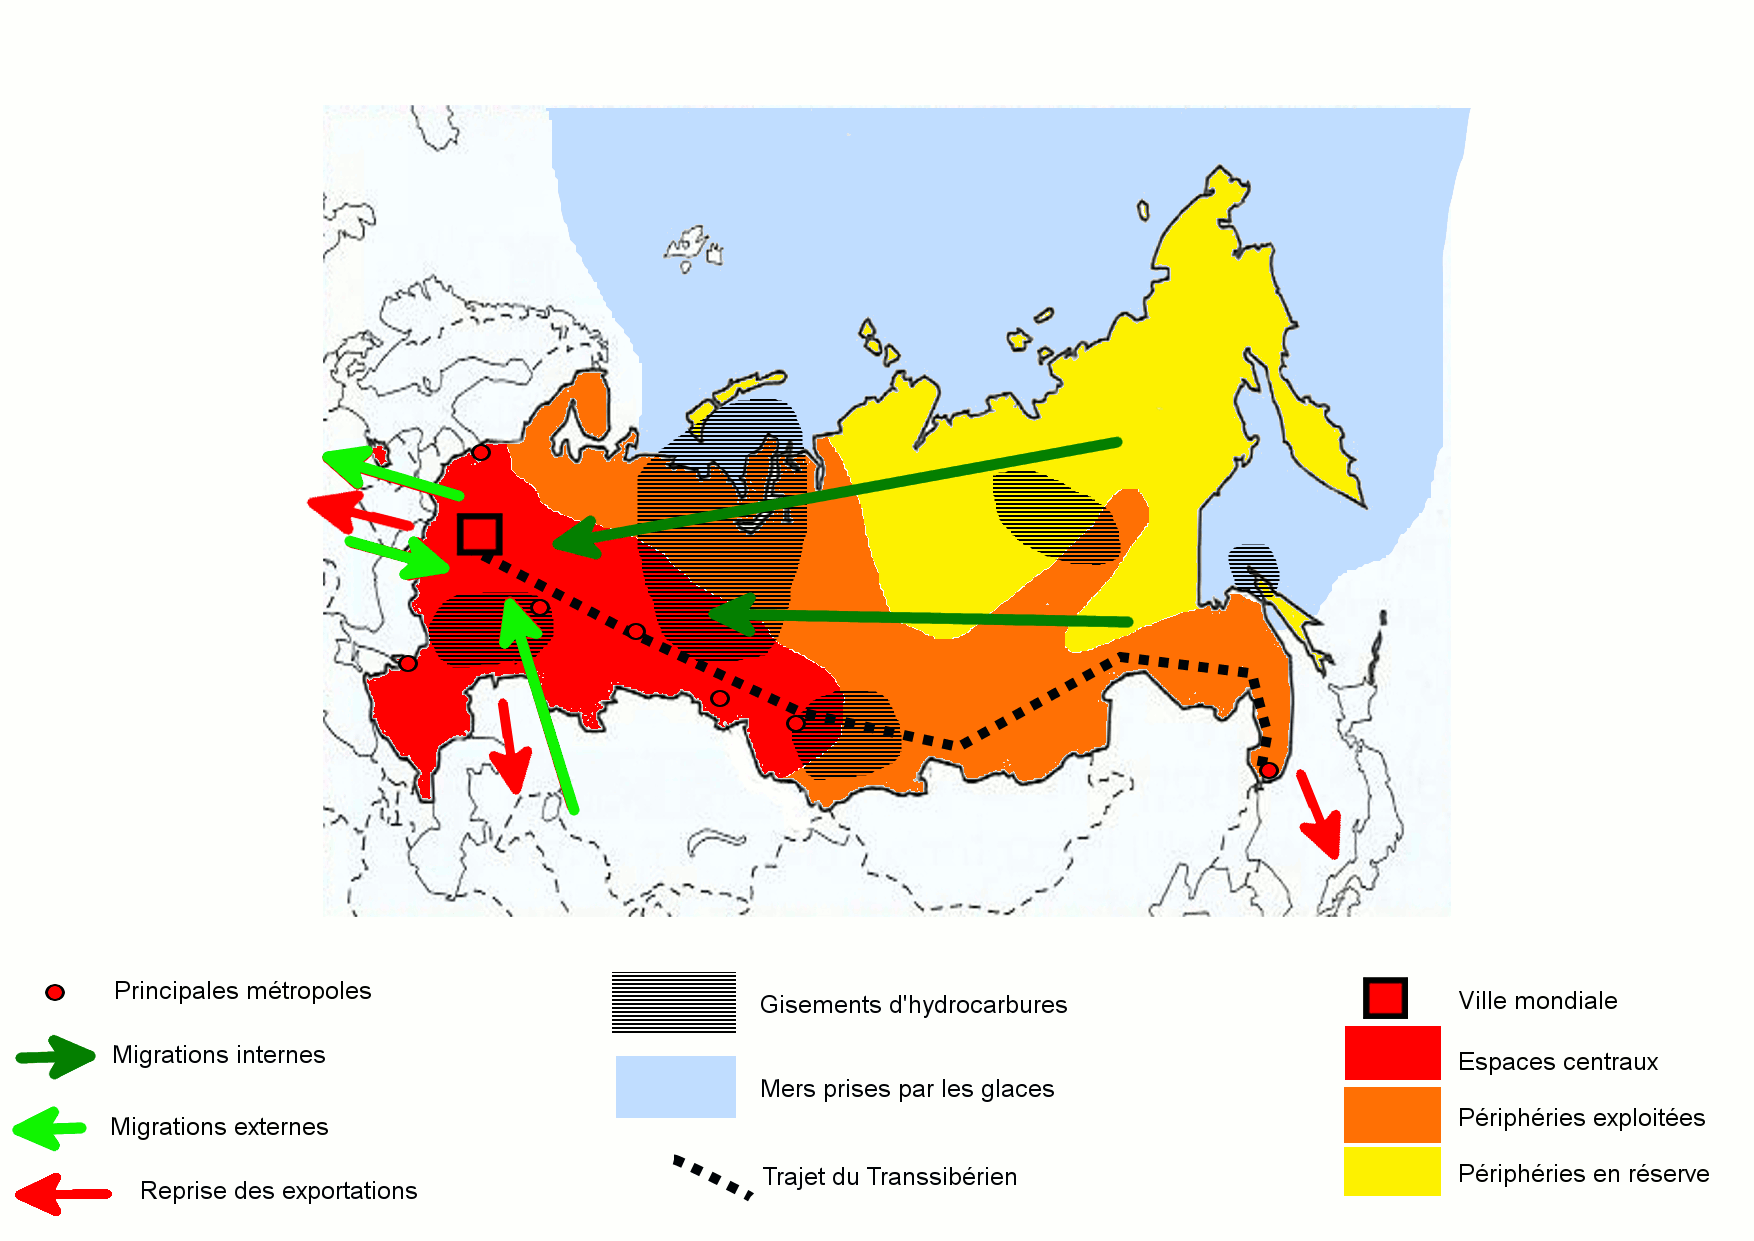 Principales métropoles
Migrations internes
Migrations externes
Reprise des exportations
Gisements d'hydrocarbures
Mers prises par les glaces
Trajet du Transsibérien
Ville mondiale
Espaces centraux
Périphéries exploitées
Périphéries en réserve